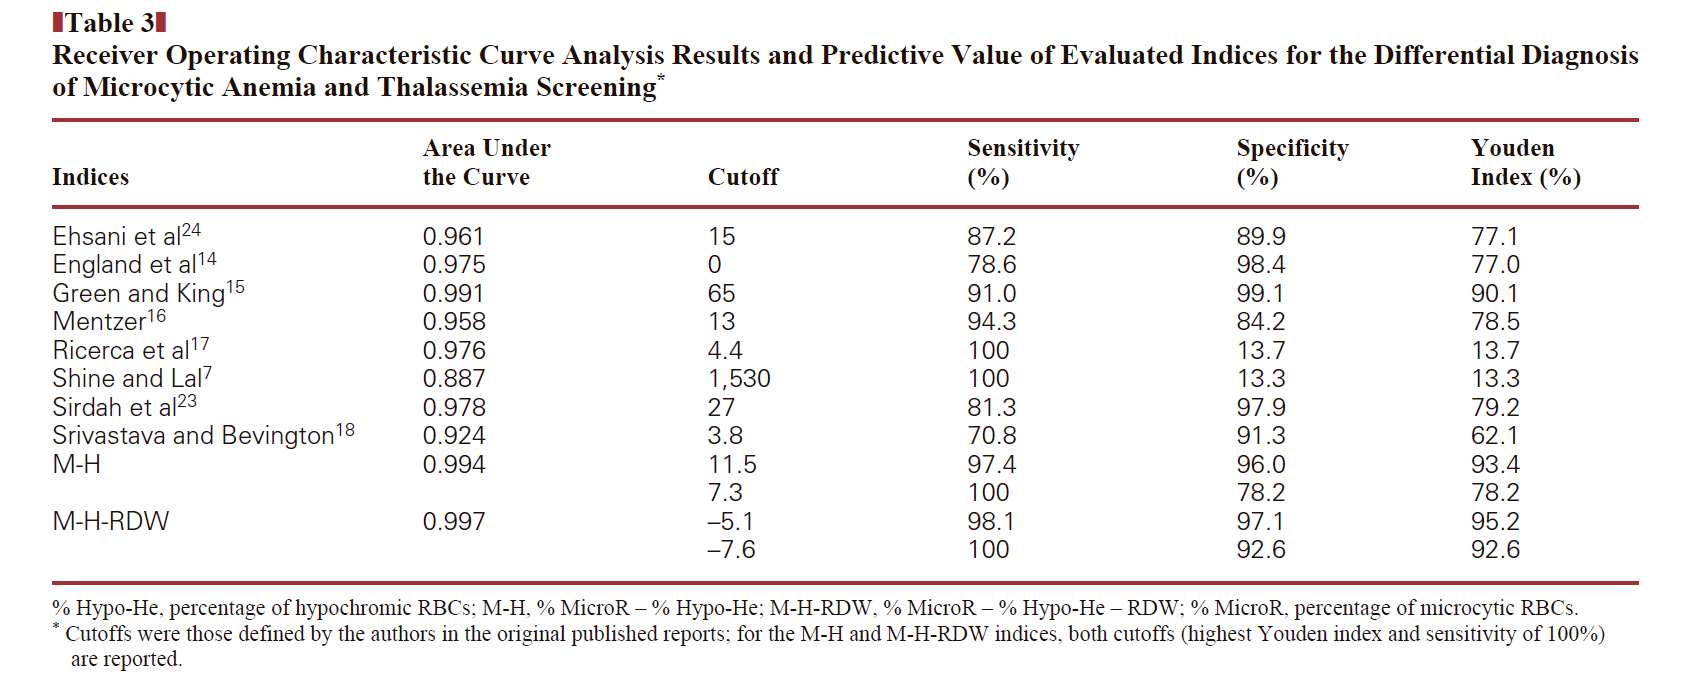 Table 3
Receiver Operating Characteristic Curve Analysis Results and Predictive Value of Evaluated Indices for the Differential Diagnosis
of Microcytic Anemia and Thalassemia Screening*
Indices Area Under the Curve Cutoff Sensitivity (%) Specificity (%) Youden Index (%)
Ehsani et al24 0.961 15 87.2 89.9 77.1
England et al14 0.975 0 78.6 98.4 77.0
Green and King15 0.991 65 91.0 99.1 90.1
Mentzer16 0.958 13 94.3 84.2 78.5
Ricerca et al17 0.976 4.4 100 13.7 13.7
Shine and Lal7 0.887 1,530 100 13.3 13.3
Sirdah et al23 0.978 27 81.3 97.9 79.2
Srivastava and Bevington18 0.924 3.8 70.8 91.3 62.1
M-H 0.994 11.5 97.4 96.0 93.4
7.3 100 78.2 78.2
M-H-RDW 0.997 –5.1 98.1 97.1 95.2
–7.6 100 92.6 92.6
% Hypo-He, percentage of hypochromic RBCs; M-H, % MicroR – % Hypo-He; M-H-RDW, % MicroR – % Hypo-He – RDW; % MicroR, percentage of microcytic RBCs.
* Cutoffs were those defined by the authors in the original published reports; for the M-H and M-H-RDW indices, both cutoffs (highest Youden index and sensitivity of 100%)
are reported.